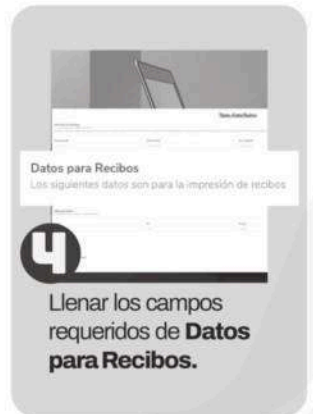 Datos para Recibos
Los siguientes datos son para la impresión de recibos
4
Llenar los campos
requeridos de Datos
para Recibos.